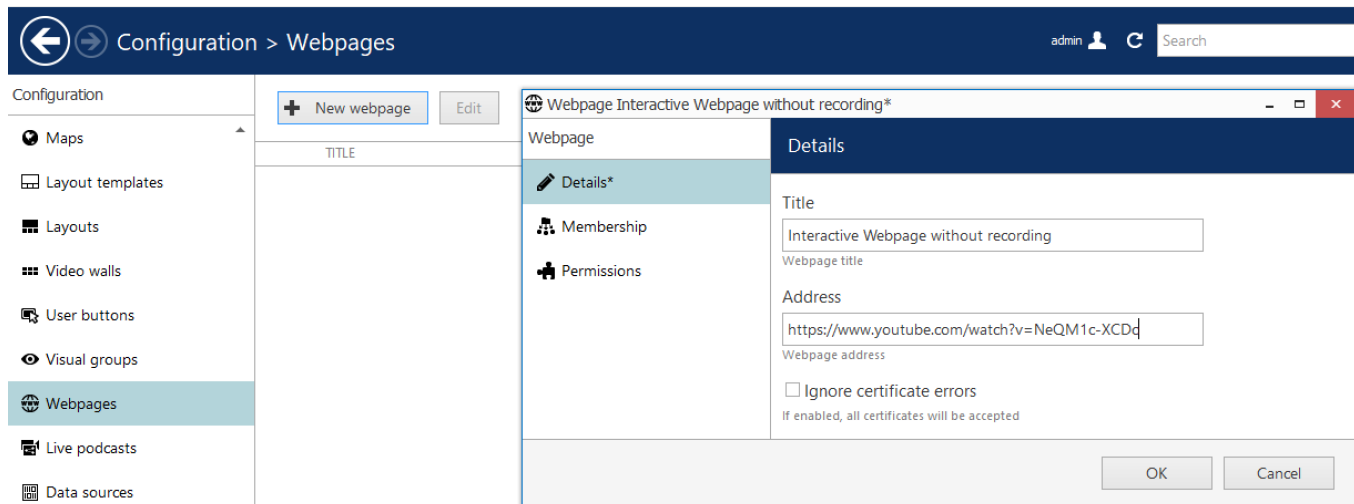 Configuration > Webpages
admin
Search
Configuration
Maps
Layout templates
Layouts
Video walls
User buttons
Visual groups
Webpages
Live podcasts
Data sources
New webpage
Edit
TITLE
Webpage Interactive Webpage without recording*
Webpage
Details*
Membership
Permissions
Details
Title
Interactive Webpage without recording
Webpage title
Address
https://www.youtube.com/watch?v=NeQM1c-XCDc
Webpage address
Ignore certificate errors
If enabled, all certificates will be accepted
OK
Cancel